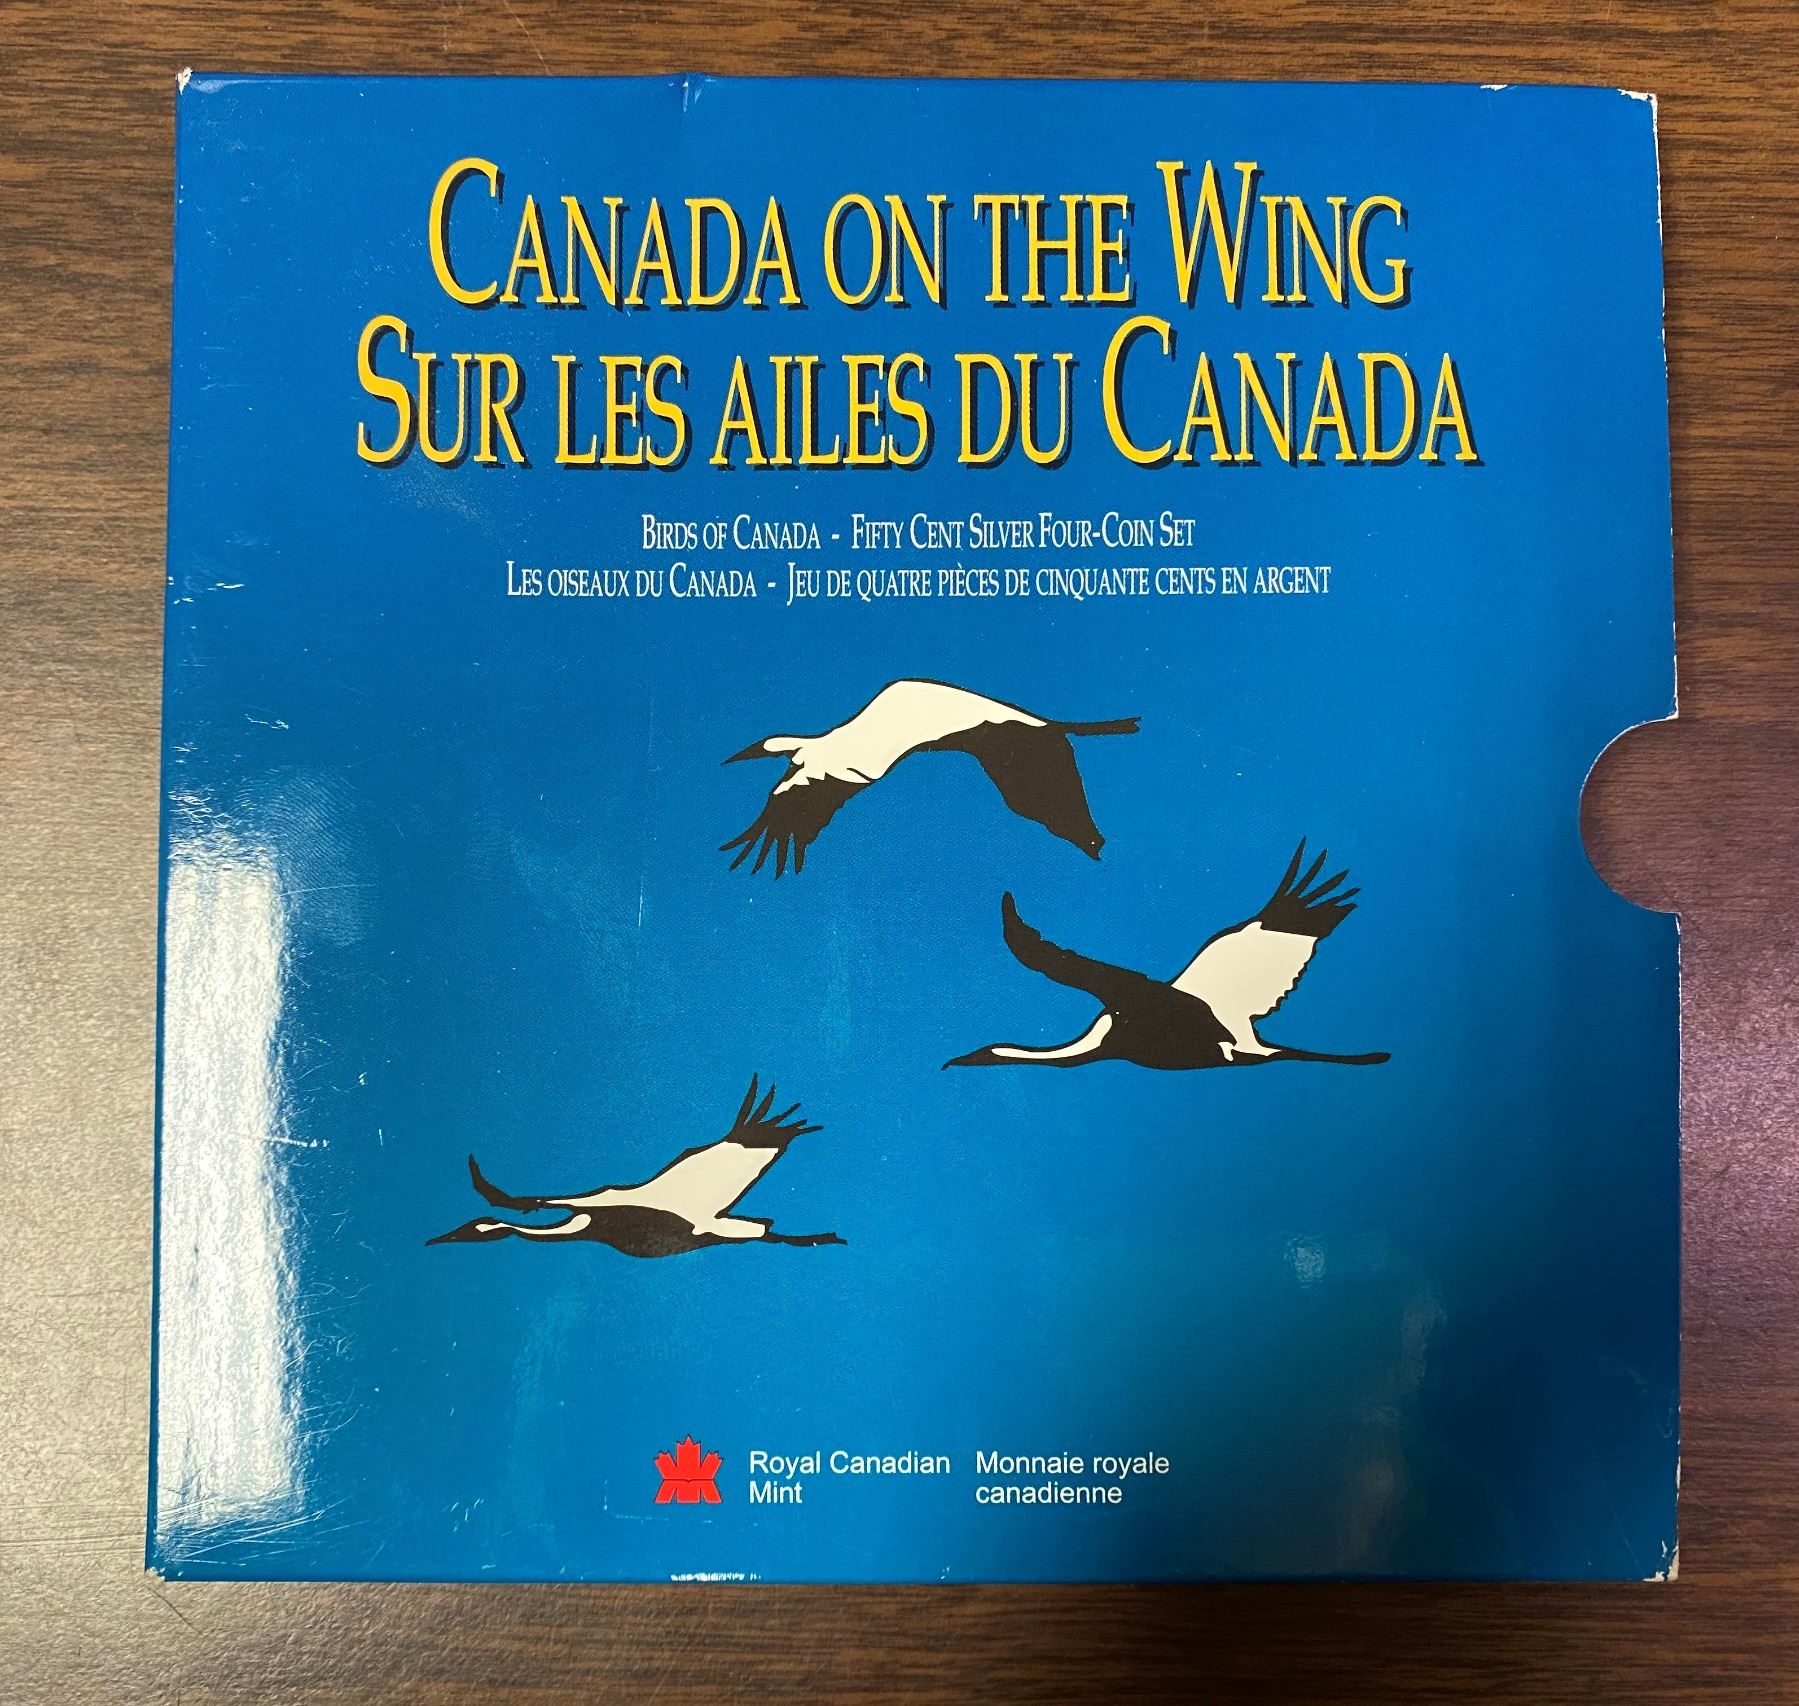 CANADA ON THE WING
SUR LES AILES DU CANADA
BIRDS OF CANADA - FIFTY CENT SILVER FOUR-COIN SET
LES OISEAUX DU CANADA - JEU DE QUATRE PIÈCES DE CINQUANTE CENTS EN ARGENT
Royal Canadian Mint
Monnaie royale canadienne